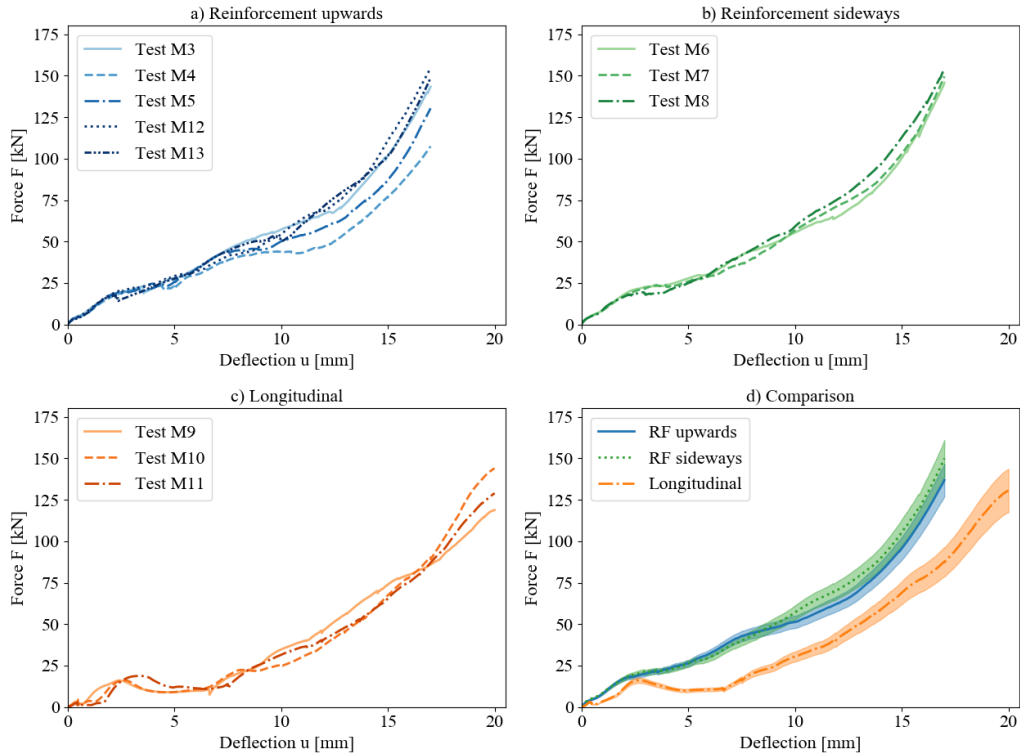 a) Reinforcement upwards
175
150
125
100
75
50
25
0
Force F [kN]
Test M3
Test M4
Test M5
Test M12
Test M13
0 5 10 15 20
Deflection u [mm]
b) Reinforcement sideways
175
150
125
100
75
50
25
0
Force F [kN]
Test M6
Test M7
Test M8
0 5 10 15 20
Deflection u [mm]
c) Longitudinal
175
150
125
100
75
50
25
0
Force F [kN]
Test M9
Test M10
Test M11
0 5 10 15 20
Deflection u [mm]
d) Comparison
175
150
125
100
75
50
25
0
Force F [kN]
RF upwards
RF sideways
Longitudinal
0 5 10 15 20
Deflection u [mm]